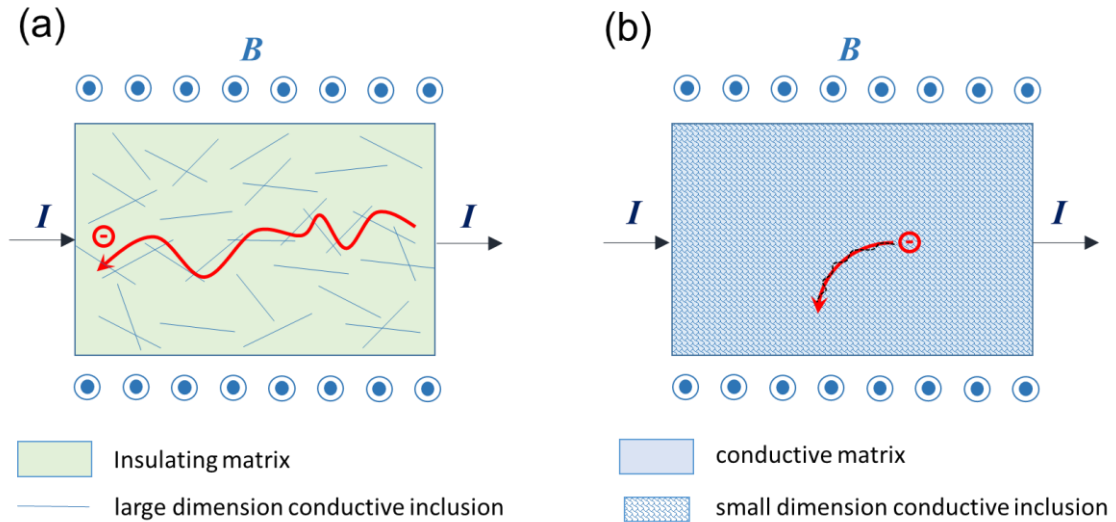 (a)
B
I
I
Insulating matrix
large dimension conductive inclusion
(b)
B
I
I
conductive matrix
small dimension conductive inclusion